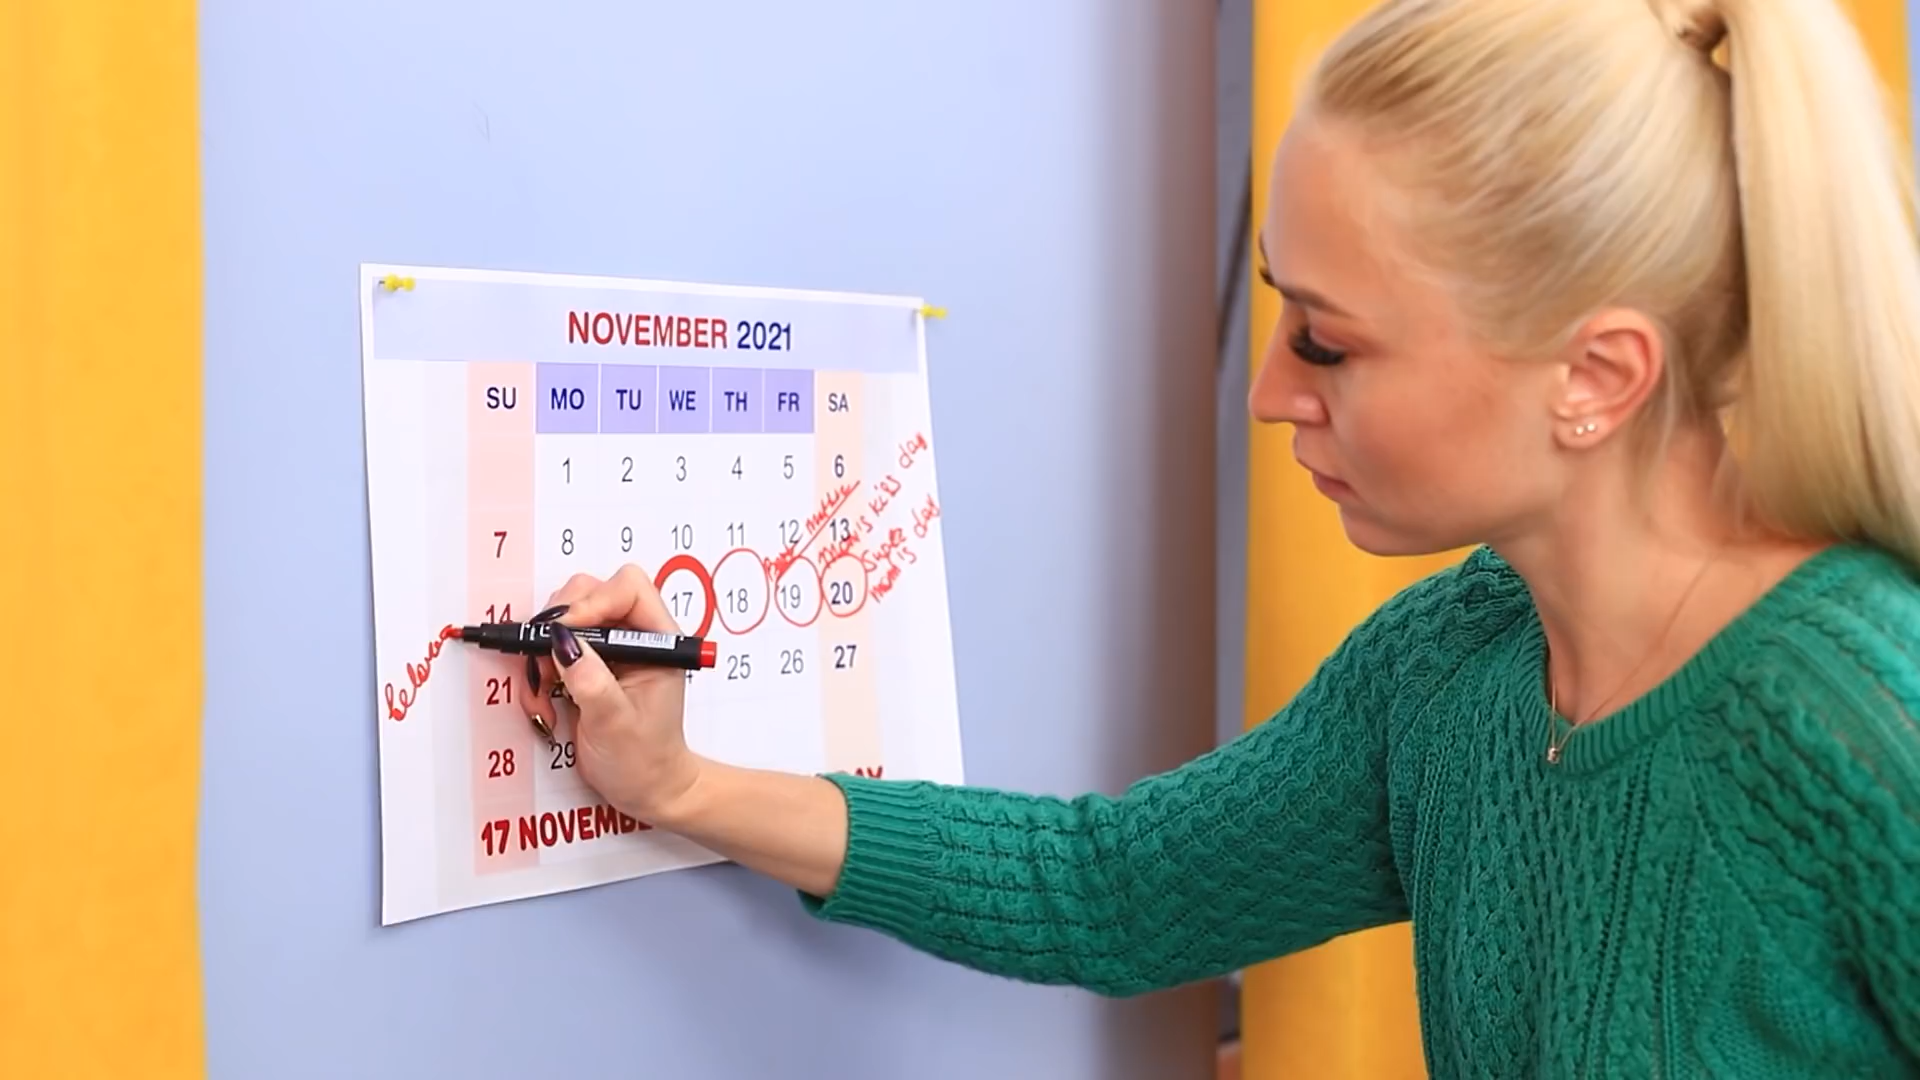 NOVEMBER 2021
SU MO TU WE TH FR SA
1 2 3 4 5 6
7 8 9 10 11 12 13
14 17 18 19 20
21 25 26 27
28 29
17 NOVEMBE
mom's kiss day
Super
mom's day